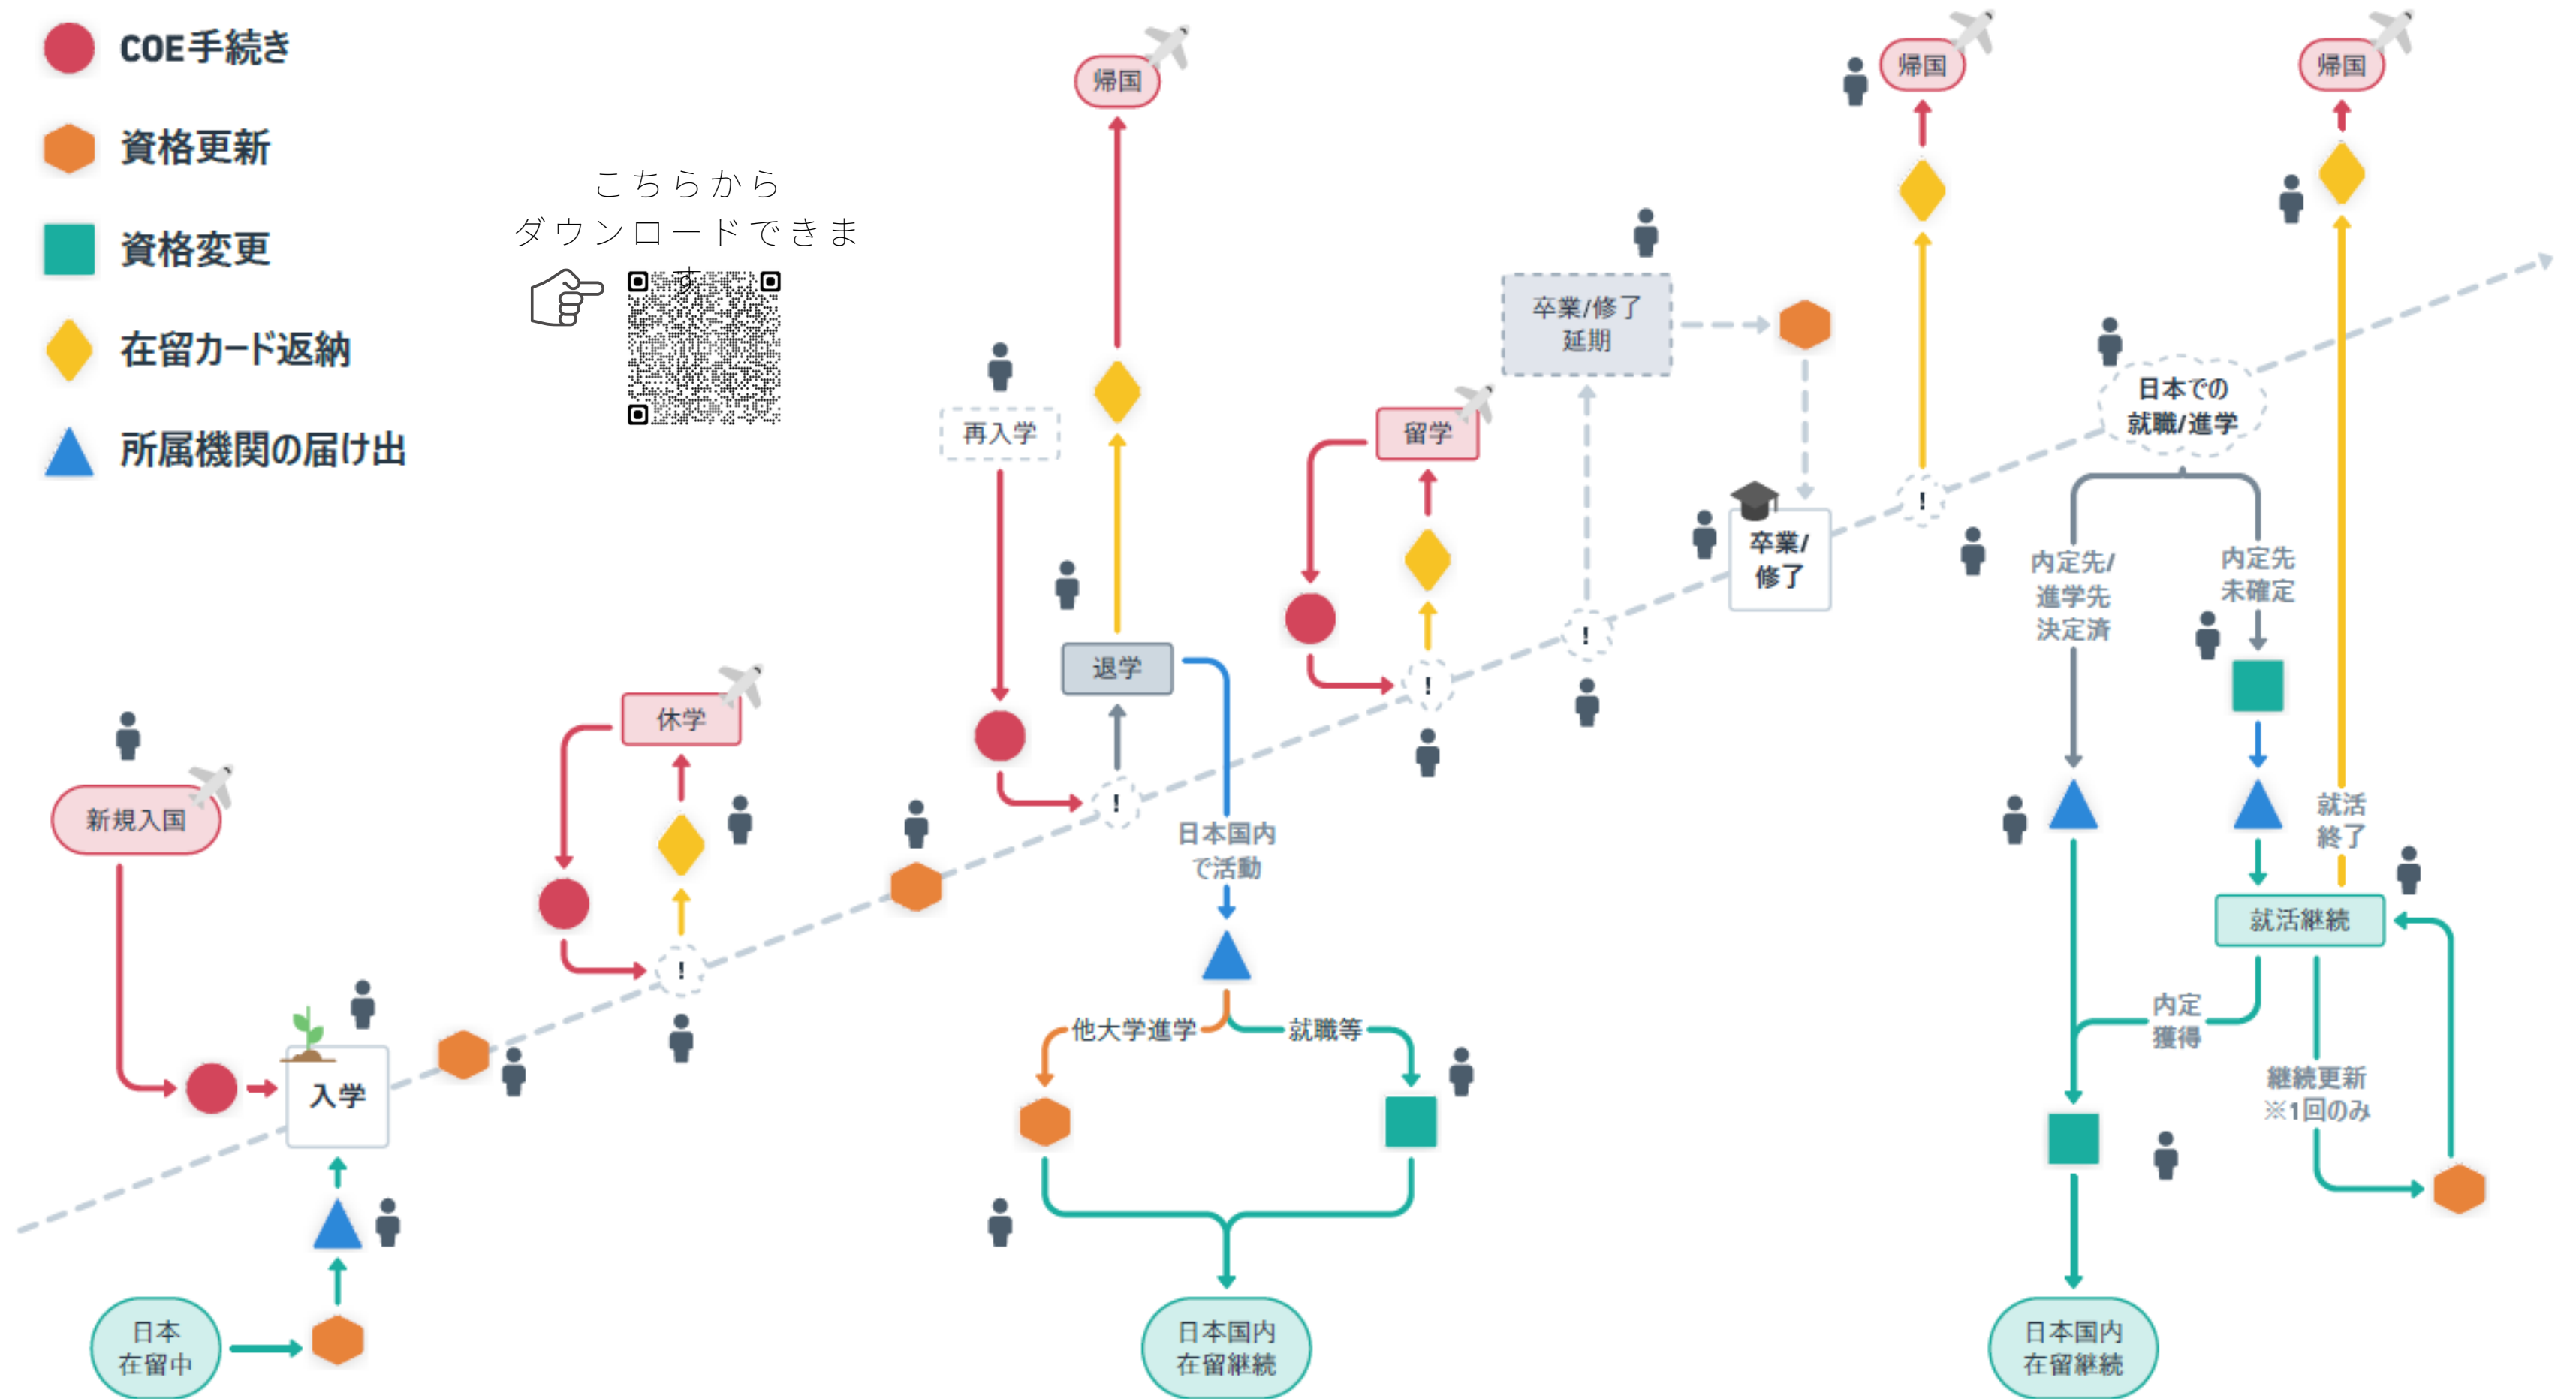 COE手続き
資格更新
資格変更
在留カード返納
所属機関の届け出
こちらから
ダウンロードできま
す
新規入国
入学
日本
在留中
休学
!
再入学
帰国
退学
!
日本国内
で活動
他大学進学
就職等
日本国内
在留継続
留学
!
卒業/修了
延期
!
卒業/
修了
帰国
!
日本での
就職/進学
内定先/
進学先
決定済
内定先
未確定
帰国
就活
終了
就活継続
内定
獲得
継続更新
※1回のみ
日本国内
在留継続